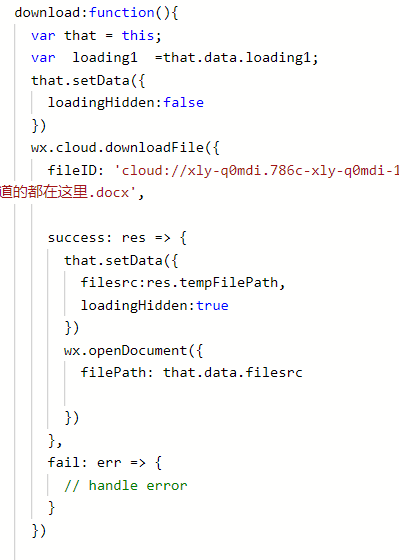 download:function(){
var that = this;
var  loading1  =that.data.loading1;
that.setData({
loadingHidden:false
})
wx.cloud.downloadFile({
fileID: 'cloud://xly-q0mdi.786c-xly-q0mdi-1
道的都在这里.docx',
success: res => {
that.setData({
filesrc:res.tempFilePath,
loadingHidden:true
})
wx.openDocument({
filePath: that.data.filesrc
})
},
fail: err => {
// handle error
}
})